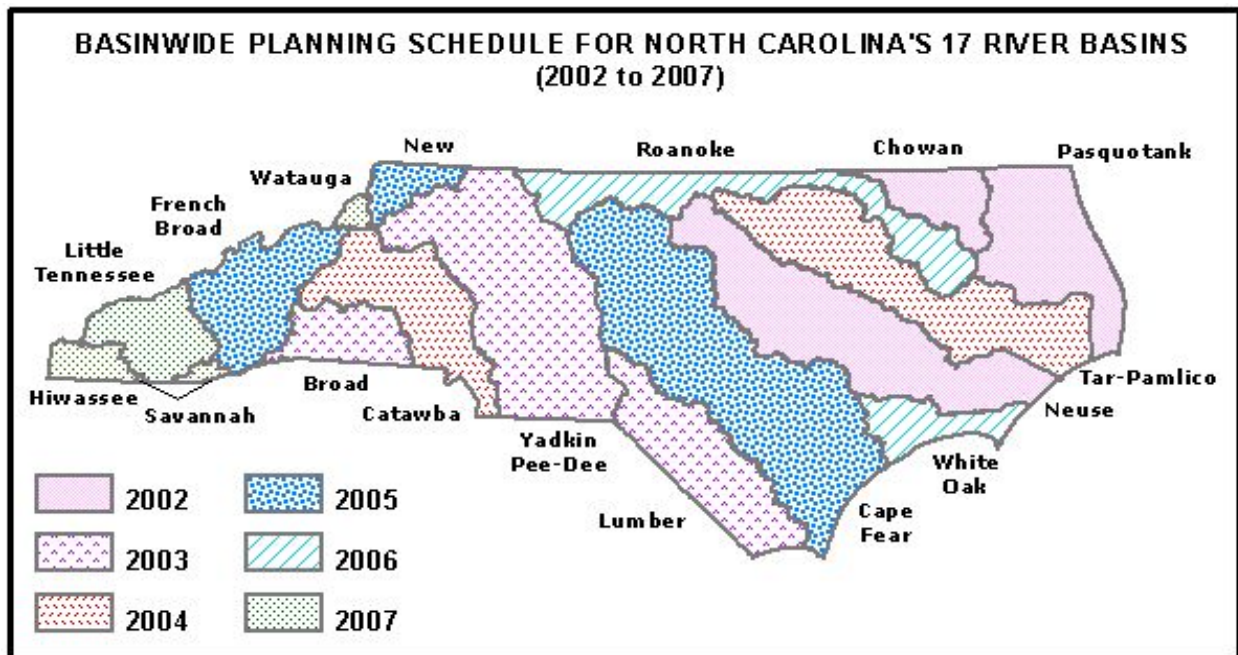 BASINWIDE PLANNING SCHEDULE FOR NORTH CAROLINA'S 17 RIVER BASINS
(2002 to 2007)
New
Roanoke
Chowan
Pasquotank
Watauga
French
Broad
Little
Tennessee
Hiwassee
Savannah
Broad
Catawba
Yadkin
Pee-Dee
Lumber
Cape
Fear
White
Oak
Neuse
Tar-Pamlico
2002
2003
2004
2005
2006
2007